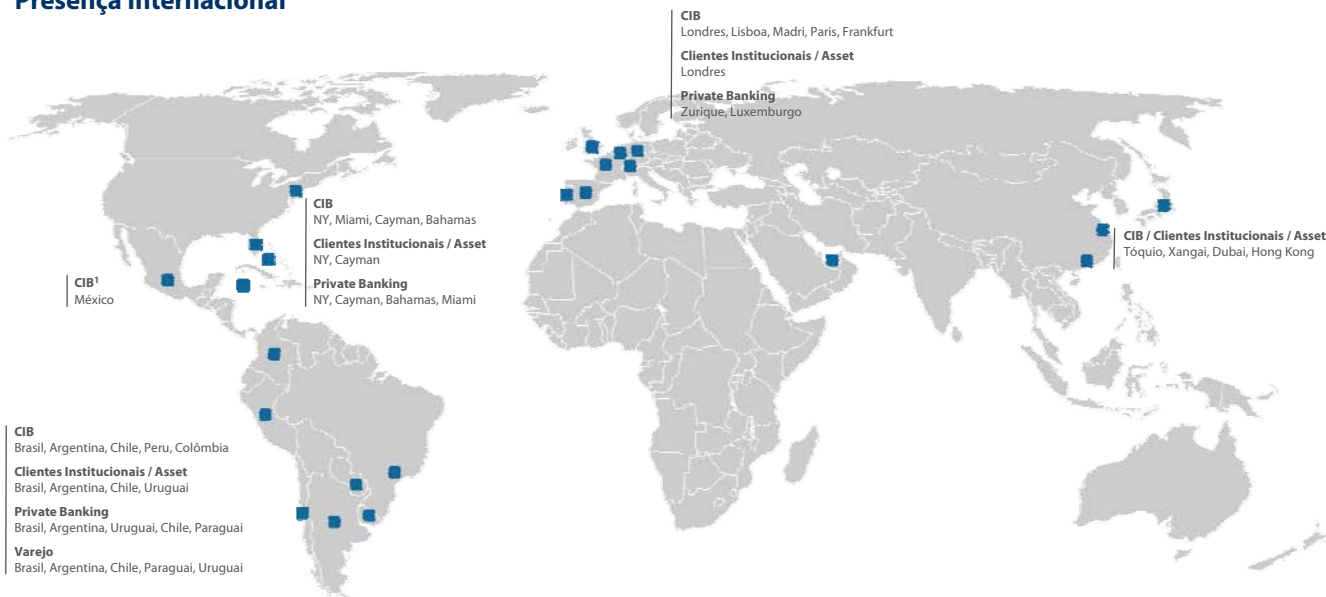 Presença Internacional
CIB
Londres, Lisboa, Madri, Paris, Frankfurt
Clientes Institucionais / Asset
Londres
Private Banking
Zurique, Luxemburgo
CIB
NY, Miami, Cayman, Bahamas
Clientes Institucionais / Asset
NY, Cayman
Private Banking
NY, Cayman, Bahamas, Miami
CIB / Clientes Institucionais / Asset
Tóquio, Xangai, Dubai, Hong Kong
CIB¹
México
CIB
Brasil, Argentina, Chile, Peru, Colômbia
Clientes Institucionais / Asset
Brasil, Argentina, Chile, Uruguai
Private Banking
Brasil, Argentina, Uruguai, Chile, Paraguai
Varejo
Brasil, Argentina, Chile, Paraguai, Uruguai